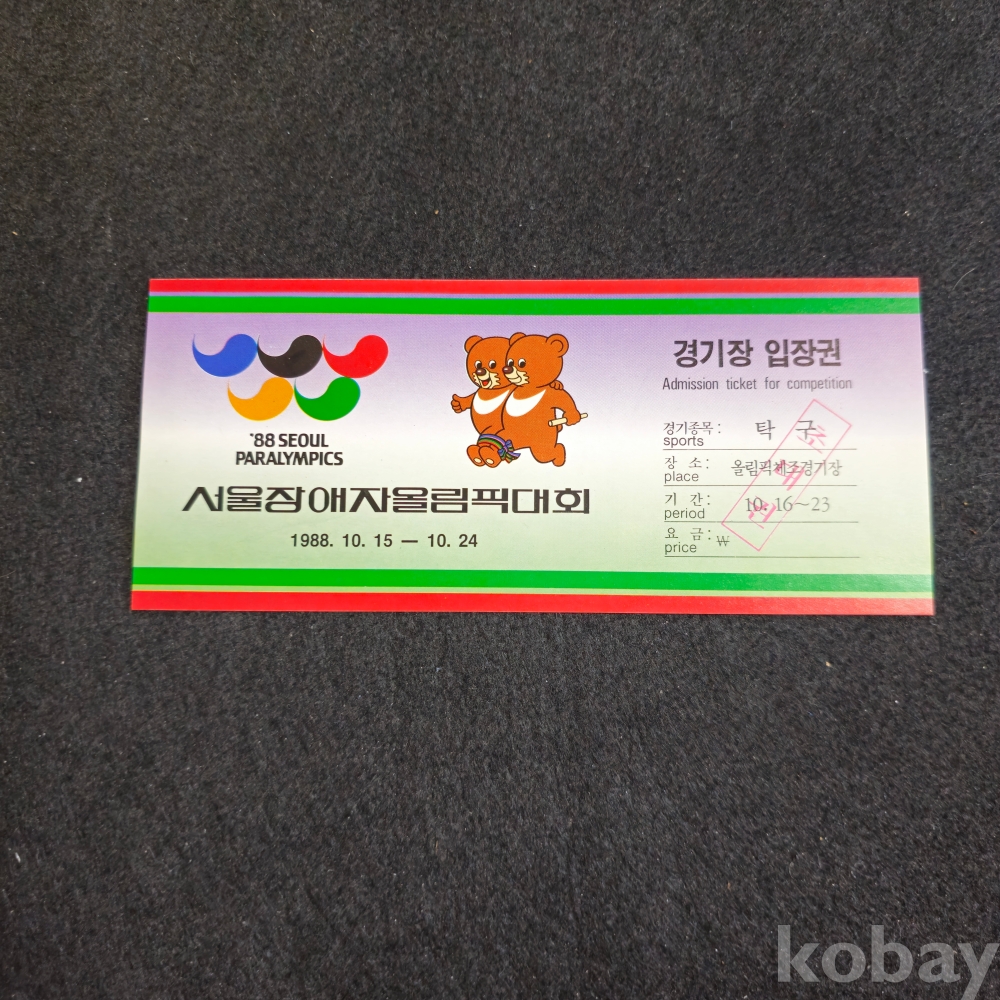 '88 SEOUL
PARALYMPICS
서울장애자올림픽대회
1988. 10. 15 — 10. 24
경기장 입장권
Admission ticket for competition
경기종목 : 탁 구
sports
장 소 : 올림픽체조경기장
place
기 간 : 10. 16~23
period
요 금 : ₩
price
kobay